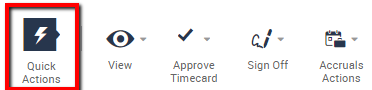 Quick
Actions
View
Approve
Timecard
Sign Off
Accruals
Actions